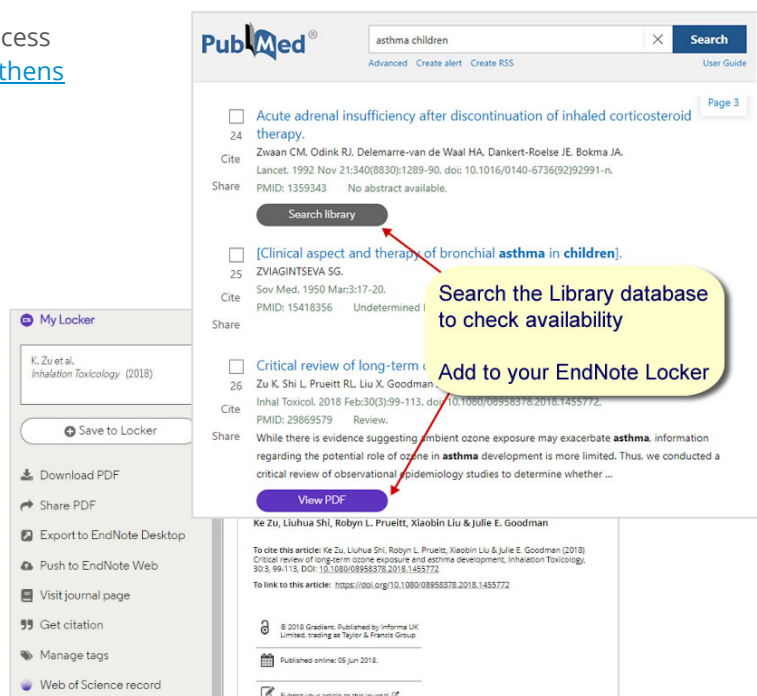 cess
thens
PubMed®
asthma children
Search
Advanced Create alert Create RSS
User Guide
Page 3
Acute adrenal insufficiency after discontinuation of inhaled corticosteroid
24 therapy.
Cite
Zwaan CM, Odink RJ, Delemarre-van de Waal HA, Dankert-Roelse JE, Bokma JA.
Lancet. 1992 Nov 21;340(8830):1289-90. doi: 10.1016/0140-6736(92)92991-n.
Share
PMID: 1359343 No abstract available.
Search library
[Clinical aspect and therapy of bronchial asthma in children].
25
ZVIAGINTSEVA SG.
Cite
Sov Med. 1950 Mar;3:17-20.
PMID: 15418356 Undetermined
Share
Search the Library database
to check availability
Add to your EndNote Locker
Critical review of long-term
26
Zu K, Shi L, Prueitt RL, Liu X, Goodman
Cite
Inhal Toxicol. 2018 Feb;30(3):99-113. doi: 10.1080/08958378.2018.1455772.
PMID: 29869579 Review.
Share
While there is evidence suggesting ambient ozone exposure may exacerbate asthma, information
regarding the potential role of ozone in asthma development is more limited. Thus, we conducted a
critical review of observational epidemiology studies to determine whether ...
View PDF
My Locker
K. Zu et al.
Inhalation Toxicology (2018)
Save to Locker
Download PDF
Share PDF
Export to EndNote Desktop
Push to EndNote Web
Visit journal page
Get citation
Manage tags
Web of Science record
Ke Zu, Liuhua Shi, Robyn L. Prueitt, Xiaobin Liu & Julie E. Goodman
To cite this article: Ke Zu, Liuhua Shi, Robyn L. Prueitt, Xiaobin Liu & Julie E. Goodman (2018)
Critical review of long-term ozone exposure and asthma development, Inhalation Toxicology,
30:3, 99-113, DOI: 10.1080/08958378.2018.1455772
To link to this article: https://doi.org/10.1080/08958378.2018.1455772
© 2018 Gradient. Published by Informa UK
Limited, trading as Taylor & Francis Group
Published online: 05 Jun 2018.
Submit your article to this journal